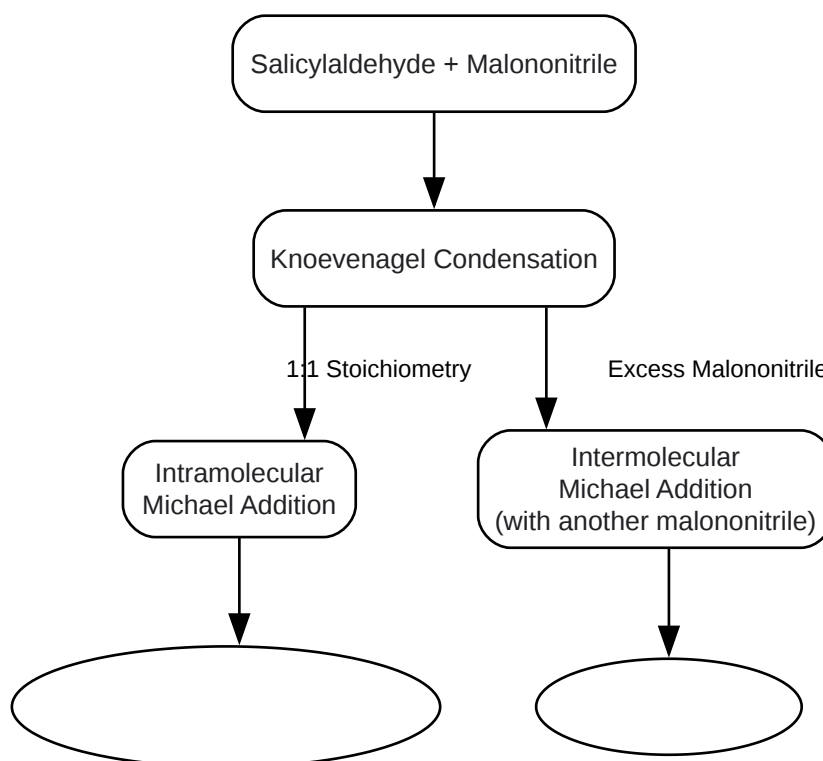 Salicylaldehyde + Malononitrile
Knoevenagel Condensation
1:1 Stoichiometry
Excess Malononitrile
Intramolecular
Michael Addition
Intermolecular
Michael Addition
(with another malononitrile)